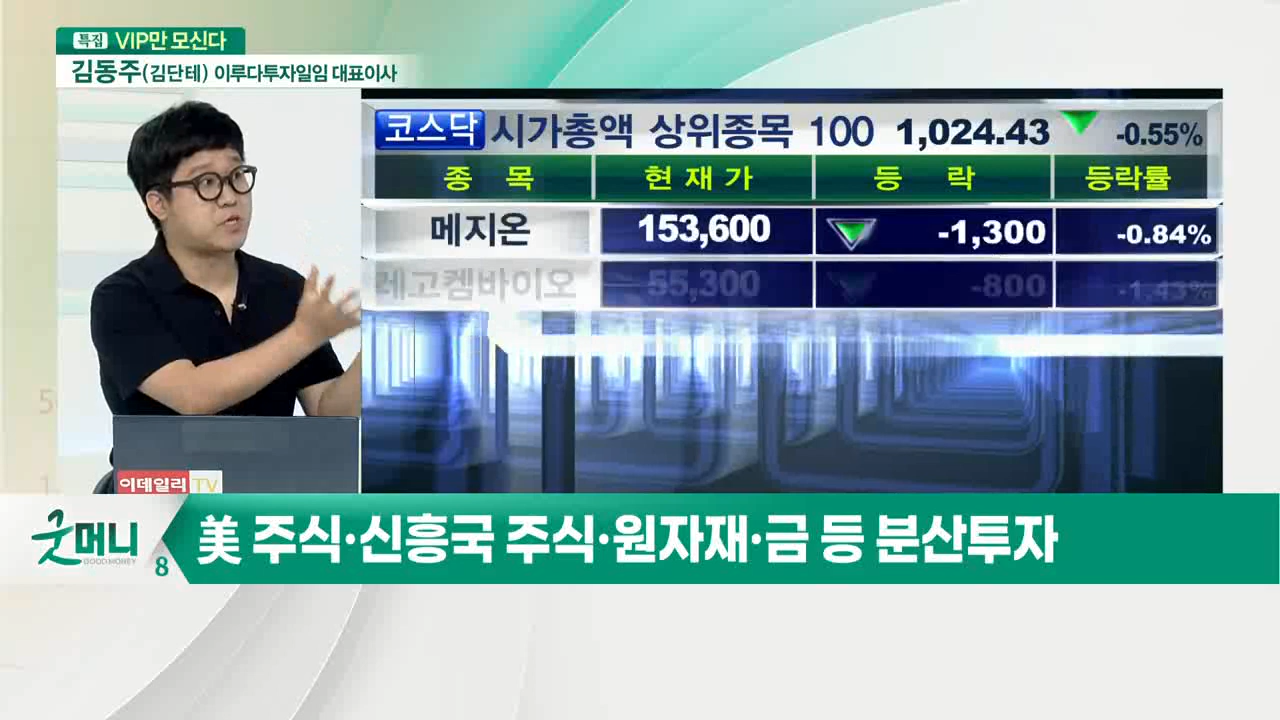 특집 VIP만 모신다
김동주(김단테) 이루다투자일임 대표이사
코스닥 시가총액 상위종목 100 1,024.43 -0.55%
종 목 현 재 가 등 락 등락률
메지온 153,600 -1,300 -0.84%
레고켐바이오 55,300 -800 -1.43%
이데일리 TV
굿머니
GOOD MONEY
8
美 주식·신흥국 주식·원자재·금 등 분산투자